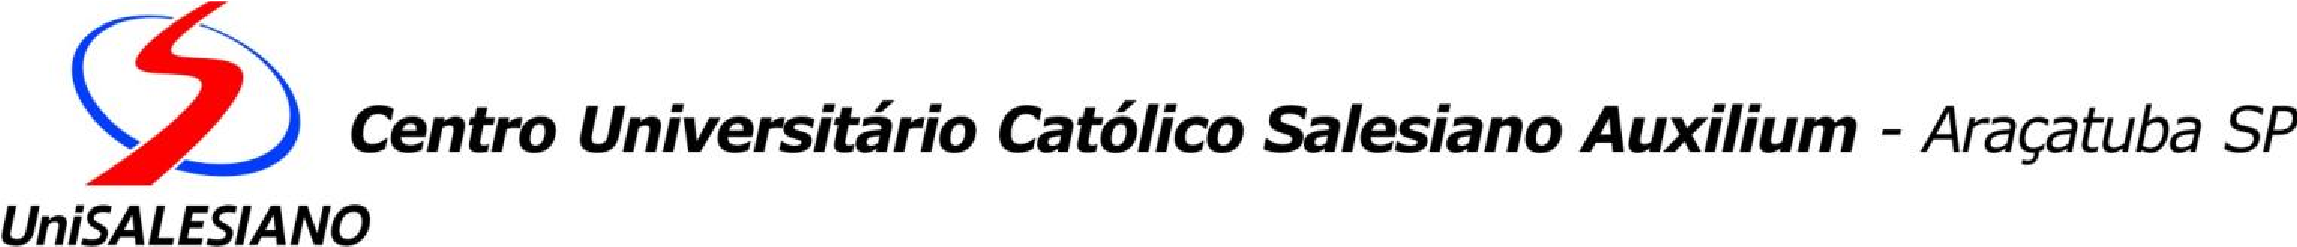 Centro Universitário Católico Salesiano Auxilium - Araçatuba SP
UniSALESIANO